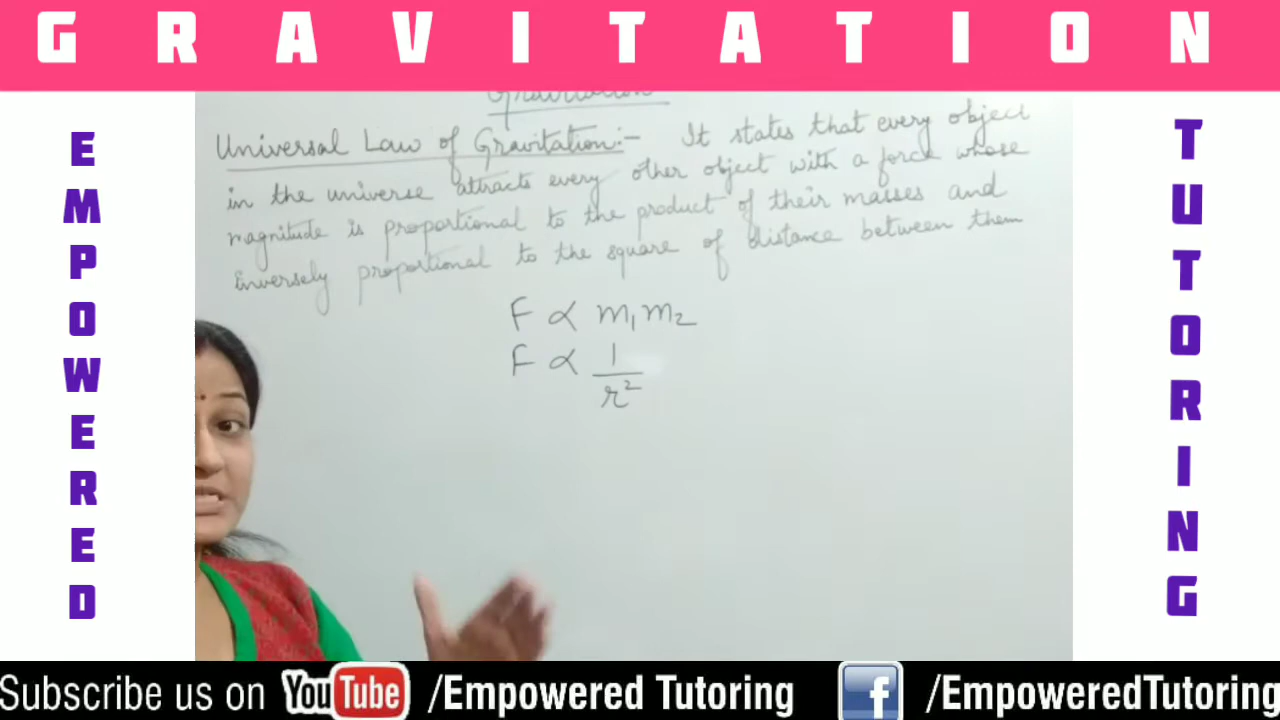 GRAVITATION
EMPOWERED
TUTORING
Gravitation
Universal Law of Gravitation:- It states that every object
in the universe attracts every other object with a force whose
magnitude is proportional to the product of their masses and
inversely proportional to the square of distance between them
F ∝ m₁m₂
F ∝ 1/r²
Subscribe us on YouTube /Empowered Tutoring f /EmpoweredTutoring